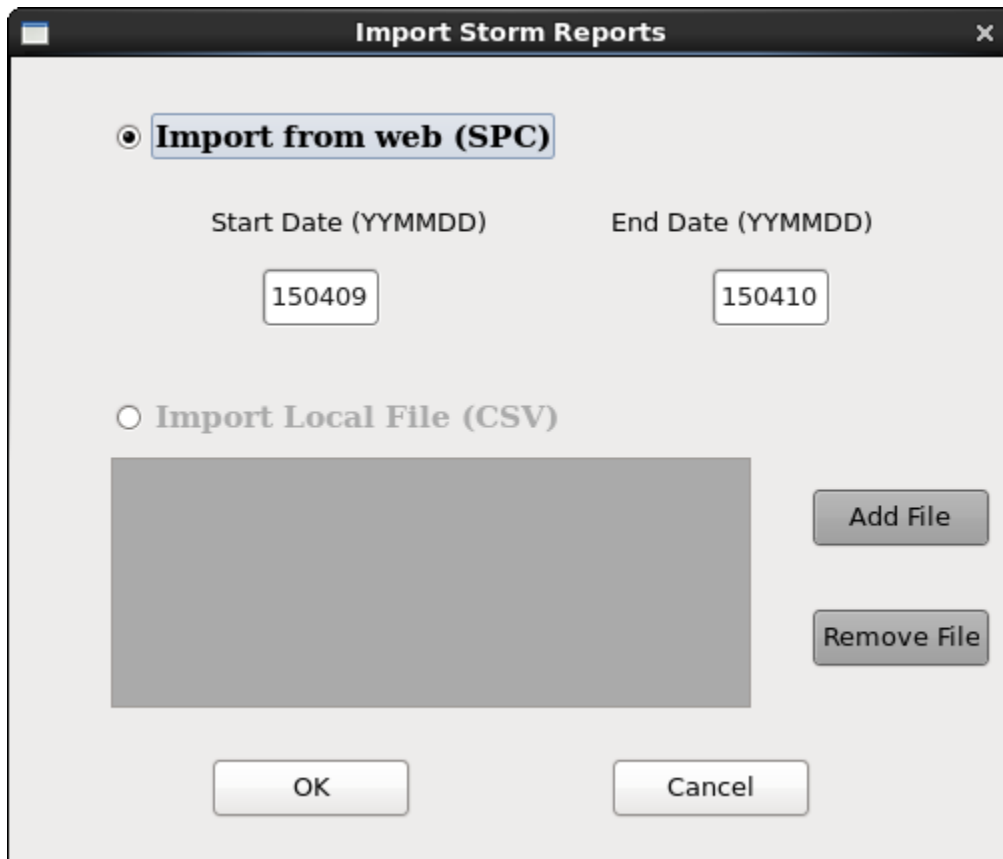 Import Storm Reports
Import from web (SPC)
Start Date (YYMMDD) End Date (YYMMDD)
150409 150410
Import Local File (CSV)
Add File
Remove File
OK Cancel